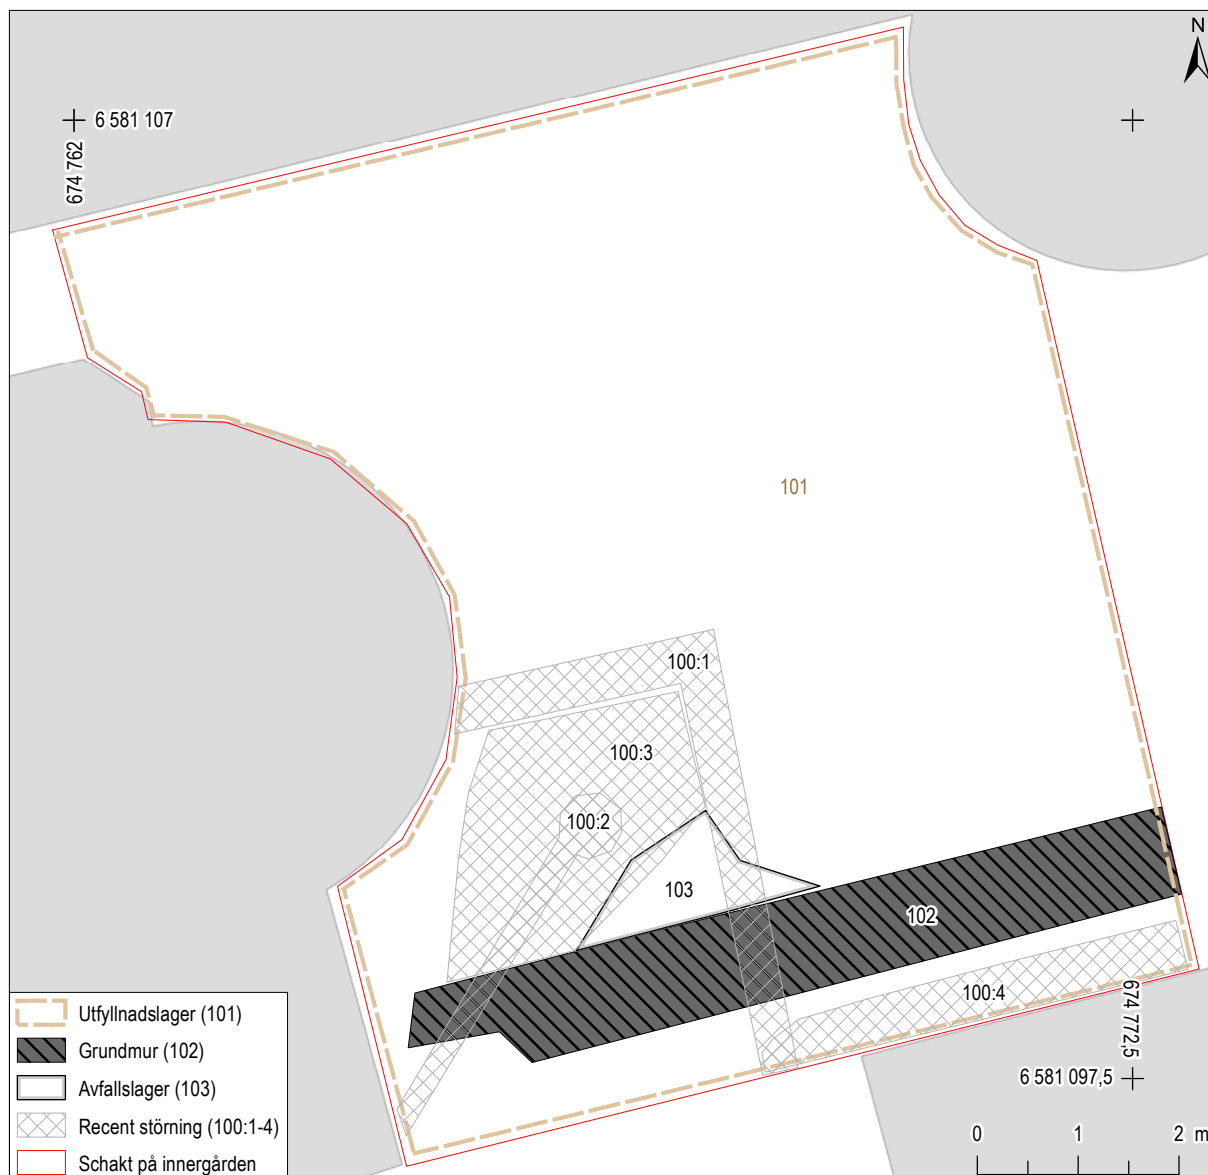 N
6 581 107
674 762
101
100:1
100:3
100:2
103
102
100:4
674 772,5
6 581 097,5
Utfyllnadslager (101)
Grundmur (102)
Avfallslager (103)
Recent störning (100:1-4)
Schakt på innergården
0 1 2 m